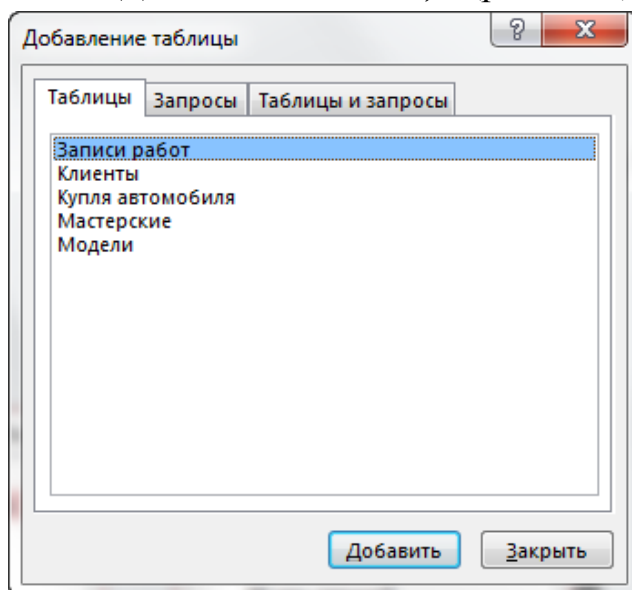 Добавление таблицы
Таблицы Запросы Таблицы и запросы
Записи работ
Клиенты
Купля автомобиля
Мастерские
Модели
Добавить Закрыть